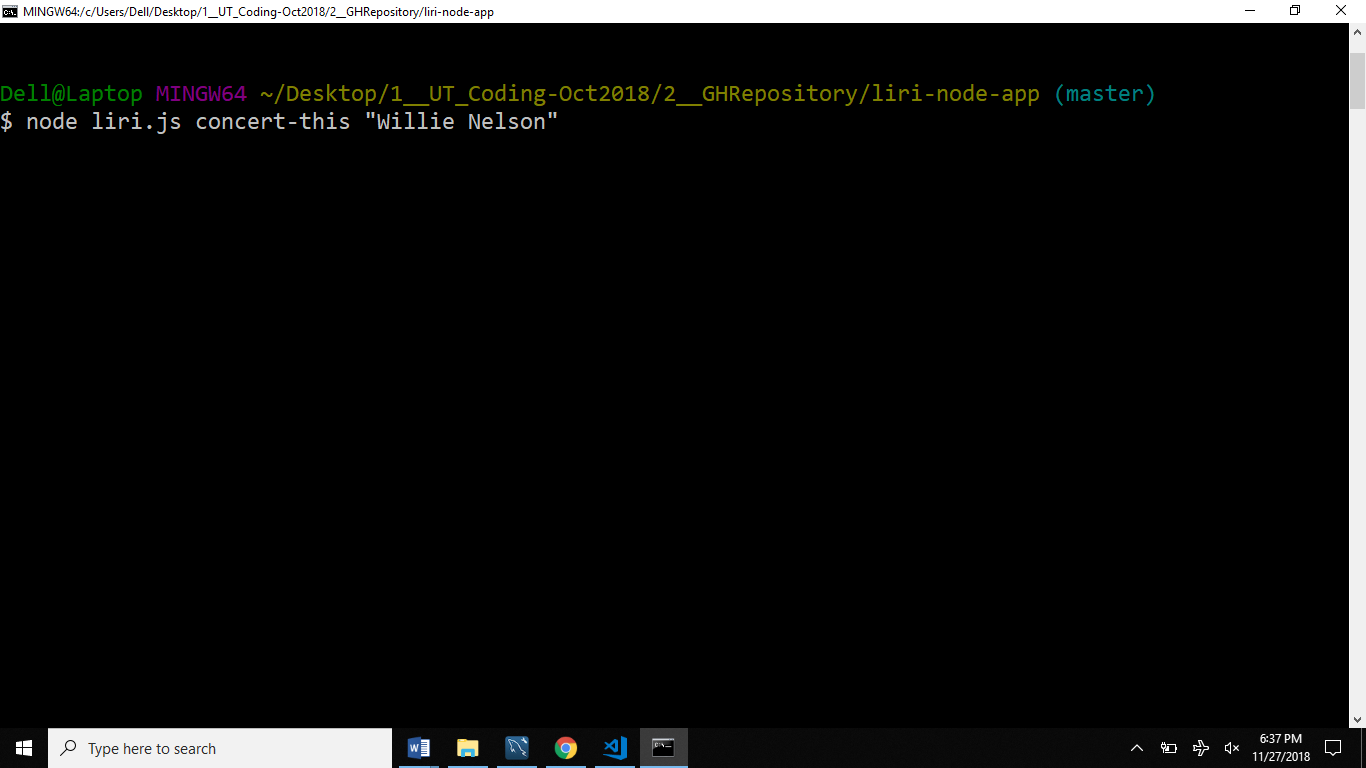 MINGW64:/c/Users/Dell/Desktop/1__UT_Coding-Oct2018/2__GHRepository/liri-node-app
Dell@Laptop MINGW64 ~/Desktop/1__UT_Coding-Oct2018/2__GHRepository/liri-node-app (master)
$ node liri.js concert-this "Willie Nelson"
Type here to search
6:37 PM
11/27/2018